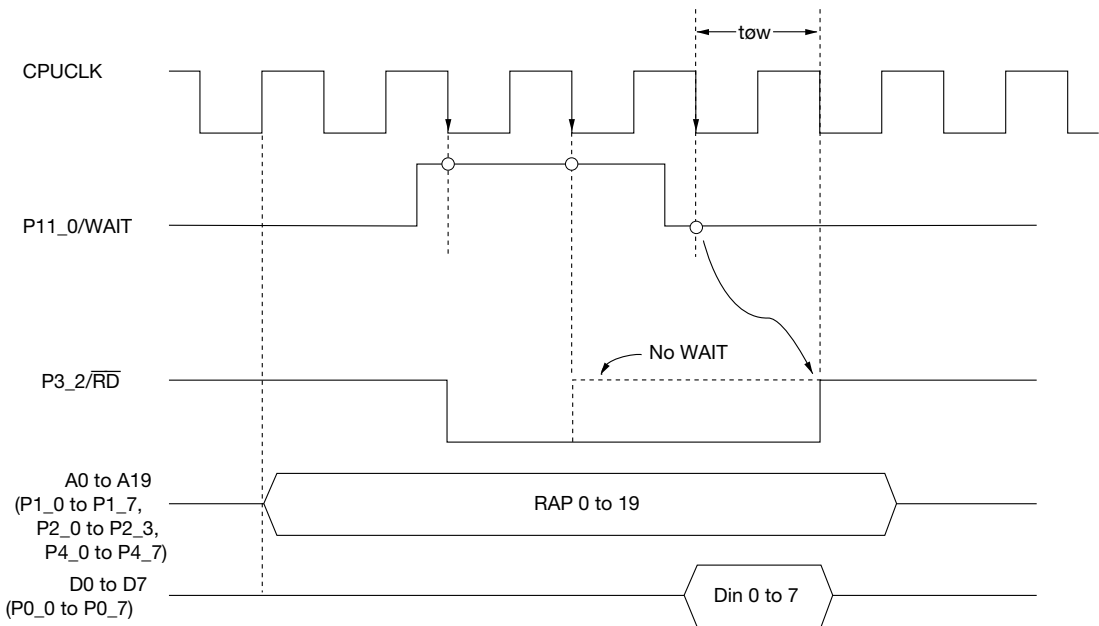 tøw
CPUCLK
P11_0/WAIT
No WAIT
P3_2/R̅D̅
A0 to A19
(P1_0 to P1_7,
P2_0 to P2_3,
P4_0 to P4_7)
RAP 0 to 19
D0 to D7
(P0_0 to P0_7)
Din 0 to 7